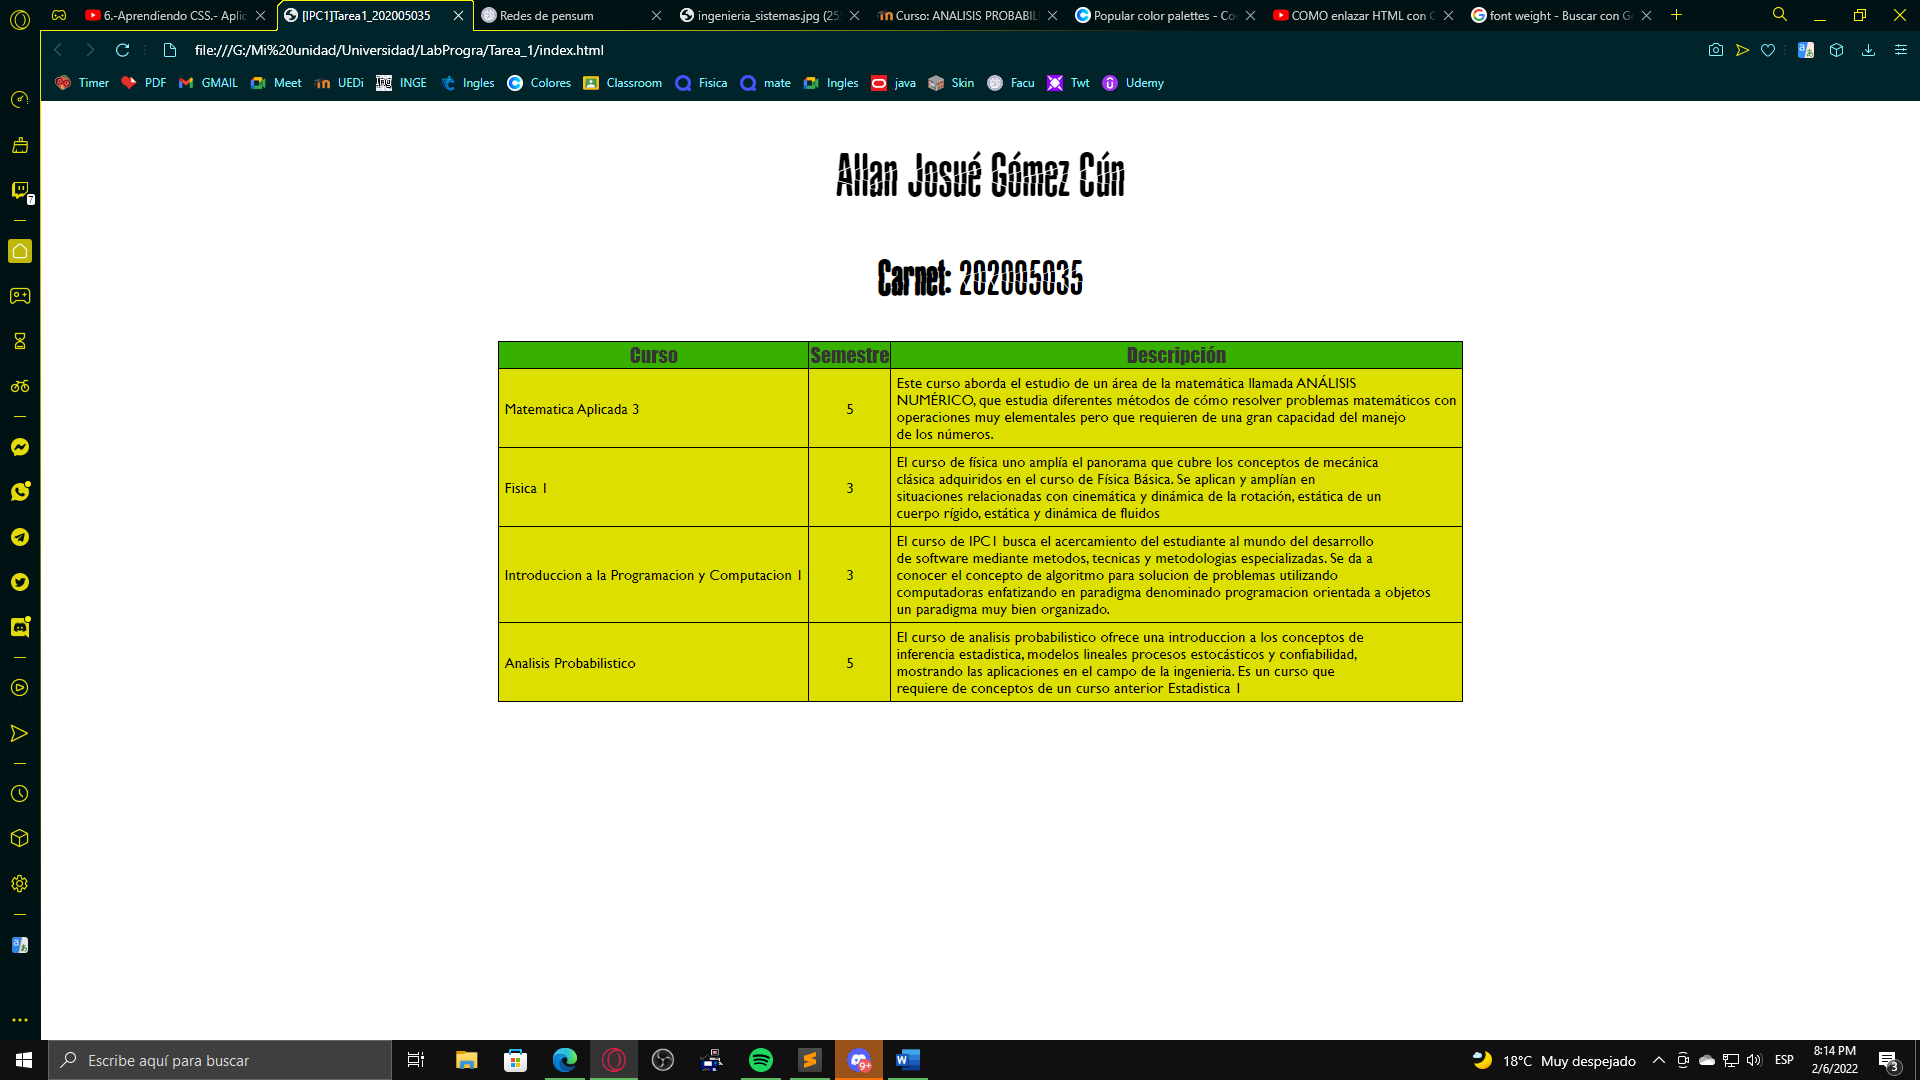 6.-Aprendiendo CSS.- Aplic
[IPC1]Tarea1_202005035
Redes de pensum
ingenieria_sistemas.jpg (25
Curso: ANALISIS PROBABIL
Popular color palettes - Co
COMO enlazar HTML con C
font weight - Buscar con G
file:///G:/Mi%20unidad/Universidad/LabProgra/Tarea_1/index.html
Timer PDF GMAIL Meet UEDi INGE Ingles Colores Classroom Fisica mate Ingles java Skin Facu Twt Udemy
7
Allan Josué Gómez Cún
Carnet: 202005035
Curso Semestre Descripción
Matematica Aplicada 3
5
Este curso aborda el estudio de un área de la matemática llamada ANÁLISIS
NUMÉRICO, que estudia diferentes métodos de cómo resolver problemas matemáticos con
operaciones muy elementales pero que requieren de una gran capacidad del manejo
de los números.
Fisica 1
3
El curso de física uno amplía el panorama que cubre los conceptos de mecánica
clásica adquiridos en el curso de Física Básica. Se aplican y amplían en
situaciones relacionadas con cinemática y dinámica de la rotación, estática de un
cuerpo rígido, estática y dinámica de fluidos
Introduccion a la Programacion y Computacion 1
3
El curso de IPC1 busca el acercamiento del estudiante al mundo del desarrollo
de software mediante metodos, tecnicas y metodologias especializadas. Se da a
conocer el concepto de algoritmo para solucion de problemas utilizando
computadoras enfatizando en paradigma denominado programacion orientada a objetos
un paradigma muy bien organizado.
Analisis Probabilistico
5
El curso de analisis probabilistico ofrece una introduccion a los conceptos de
inferencia estadistica, modelos lineales procesos estocásticos y confiabilidad,
mostrando las aplicaciones en el campo de la ingenieria. Es un curso que
requiere de conceptos de un curso anterior Estadistica 1
Escribe aquí para buscar
9+
18°C Muy despejado
ESP
8:14 PM
2/6/2022
3